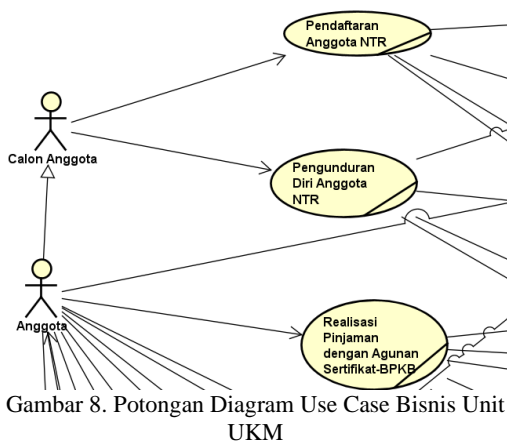 Pendaftaran
Anggota NTR
Calon Anggota
Pengunduran
Diri Anggota
NTR
Anggota
Realisasi
Pinjaman
dengan Agunan
Sertifikat-BPKB
Gambar 8. Potongan Diagram Use Case Bisnis Unit
UKM